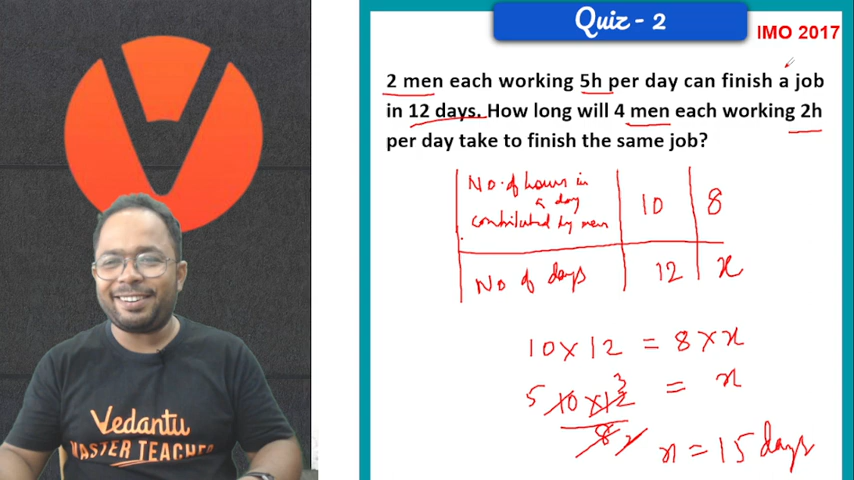 Quiz - 2
IMO 2017
2 men each working 5h per day can finish a job
in 12 days. How long will 4 men each working 2h
per day take to finish the same job?
No. of hours in
a day
contributed by men
10
8
No of days
12
x
10 × 12 = 8 × x
5 10 × 12 3 = x
8 2
x = 15 days
Vedantu
MASTER TEACHER